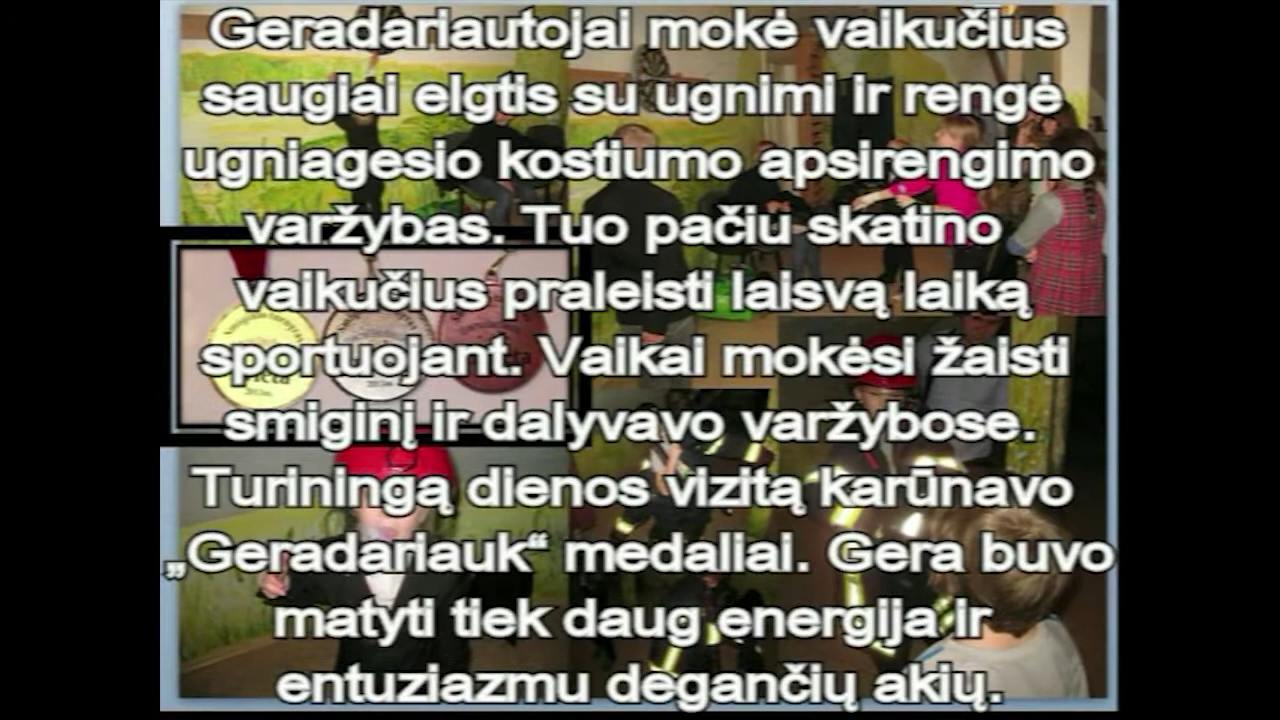 Geradariautojai mokė vaikučius
saugiai elgtis su ugnimi ir rengė
ugniagesio kostiumo apsirengimo
varžybas. Tuo pačiu skatino
vaikučius praleisti laisvą laiką
sportuojant. Vaikai mokėsi žaisti
smiginį ir dalyvavo varžybose.
Turiningą dienos vizitą karūnavo
„Geradariauk“ medaliai. Gera buvo
matyti tiek daug energija ir
entuziazmu degančių akių.